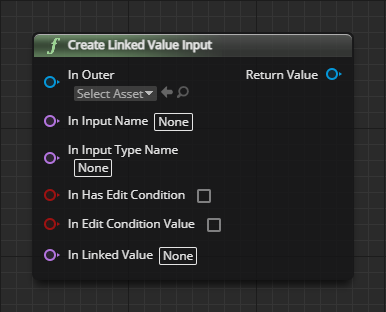 f Create Linked Value Input
In Outer Return Value
Select Asset
In Input Name None
In Input Type Name
None
In Has Edit Condition
In Edit Condition Value
In Linked Value None